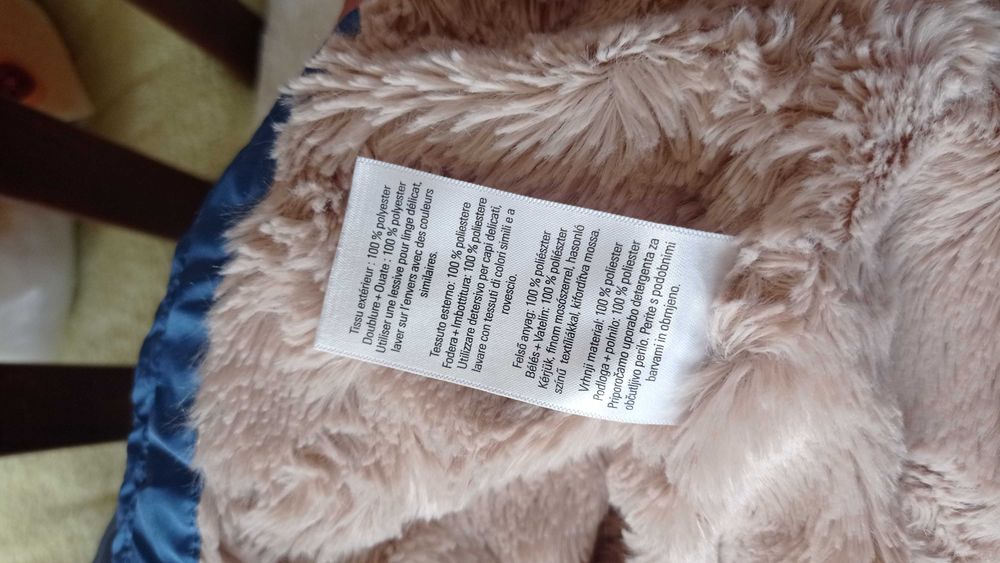 Tissu extérieur : 100 % polyester
Doublure + Ouate : 100 % polyester
Utiliser une lessive pour linge délicat,
laver sur l'envers avec des couleurs
similaires.
Tessuto esterno: 100% poliestere
Fodera + Imbottitura: 100% poliestere
Utilizzare detersivo per capi delicati,
lavare con tessuti di colori simili e a
rovescio.
Felső anyag: 100% poliészter
Bélés + Vatelin: 100 % poliészter
Kérjük, finom mosószerrel, hasonló
színű textíliákkal, kifordítva mossa.
Vrhnji material: 100% poliester
Podloga + polnilo: 100% poliester
Priporočamo uporabo detergenta za
občutljivo perilo. Perite s podobnimi
barvami in obrnjeno.